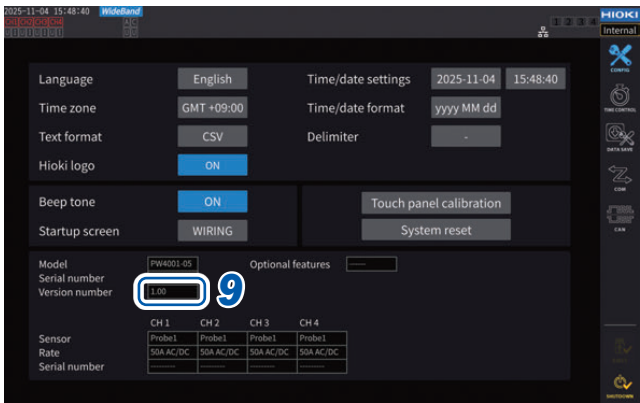 2025-11-04 15:48:40 WideBand
HIOKI
1 2 3 4
Internal
Language English Time/date settings 2025-11-04 15:48:40
CONFIG
Time zone GMT +09:00 Time/date format yyyy MM dd
TIME CONTROL
Text format CSV Delimiter -
DATA SAVE
Hioki logo ON
COM
Beep tone ON Touch panel calibration
Startup screen WIRING System reset
CAN
Model PW4001-05 Optional features -----
Serial number
Version number 1.00 9
CH 1 CH 2 CH 3 CH 4
Sensor Probe1 Probe1 Probe1 Probe1
Rate 50A AC/DC 50A AC/DC 50A AC/DC 50A AC/DC
Serial number --------- --------- --------- ---------
SHUTDOWN